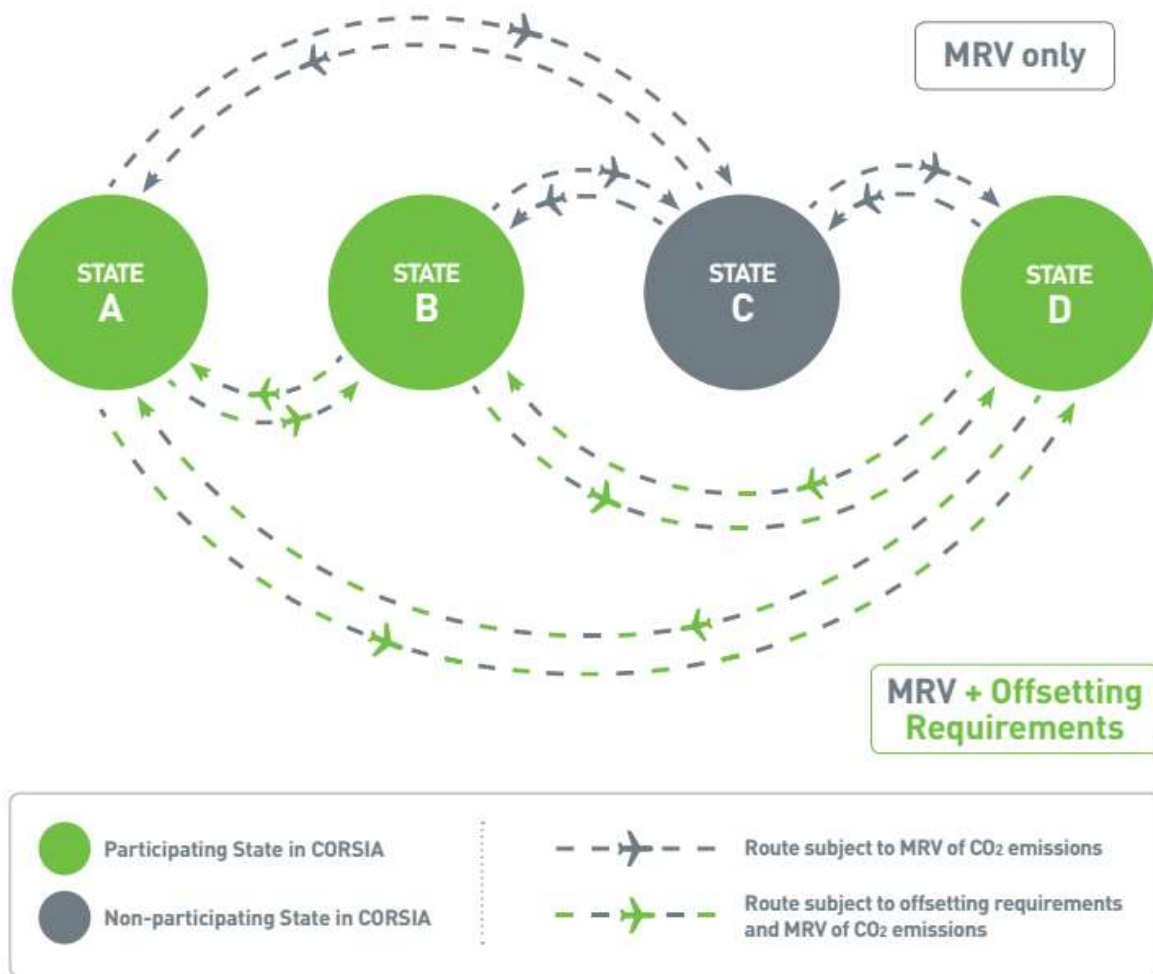 MRV only
STATE
A
STATE
B
STATE
C
STATE
D
MRV + Offsetting
Requirements
Participating State in CORSIA
Non-participating State in CORSIA
Route subject to MRV of CO₂ emissions
Route subject to offsetting requirements
and MRV of CO₂ emissions